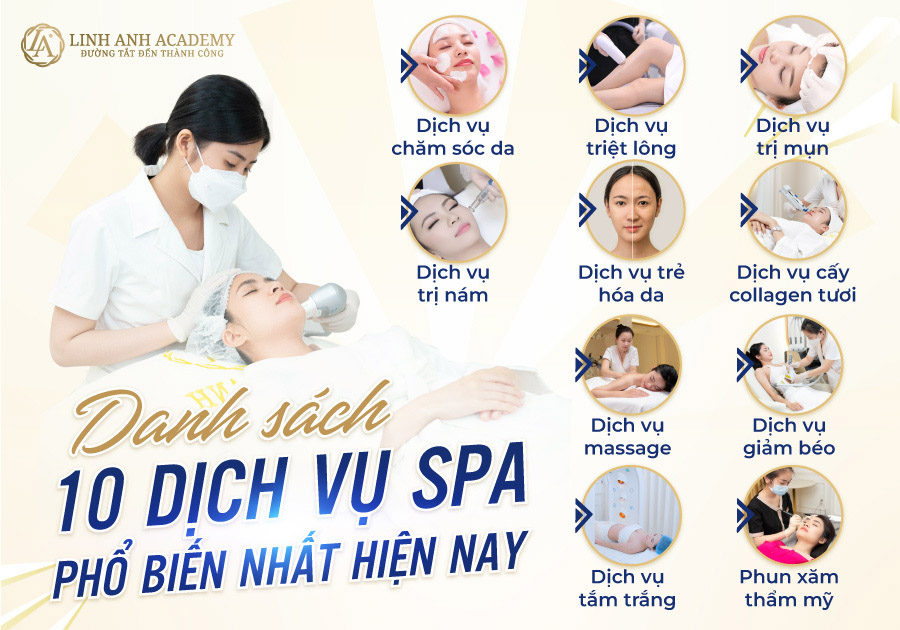 LINH ANH ACADEMY
ĐƯỜNG TẮT ĐẾN THÀNH CÔNG
Dịch vụ
chăm sóc da
Dịch vụ
triệt lông
Dịch vụ
trị mụn
Dịch vụ
trị nám
Dịch vụ trẻ
hóa da
Dịch vụ cấy
collagen tươi
Dịch vụ
massage
Dịch vụ
giảm béo
Dịch vụ
tắm trắng
Phun xăm
thẩm mỹ
Danh sách
10 DỊCH VỤ SPA
PHỔ BIẾN NHẤT HIỆN NAY